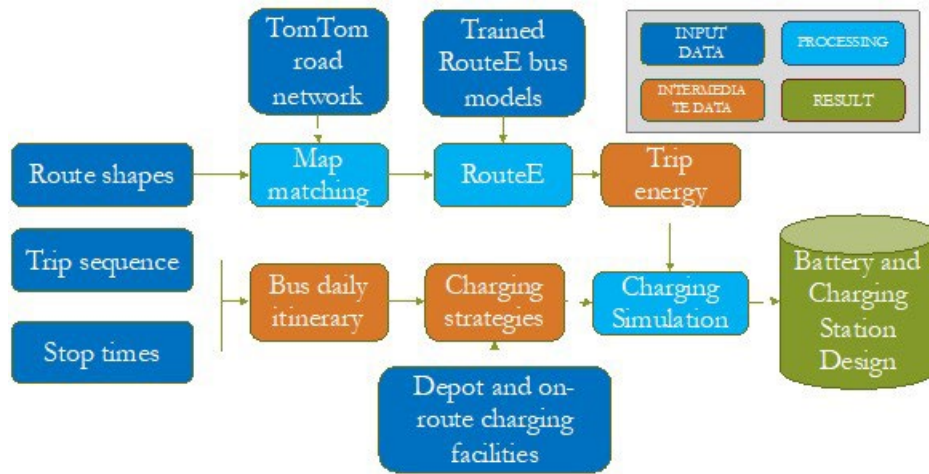 TomTom
road
network
Trained
RouteE bus
models
INPUT
DATA
PROCESSING
INTERMEDIA
TE DATA
RESULT
Route shapes
Map
matching
RouteE
Trip
energy
Trip sequence
Stop times
Bus daily
itinerary
Charging
strategies
Charging
Simulation
Battery and
Charging
Station
Design
Depot and on-
route charging
facilities